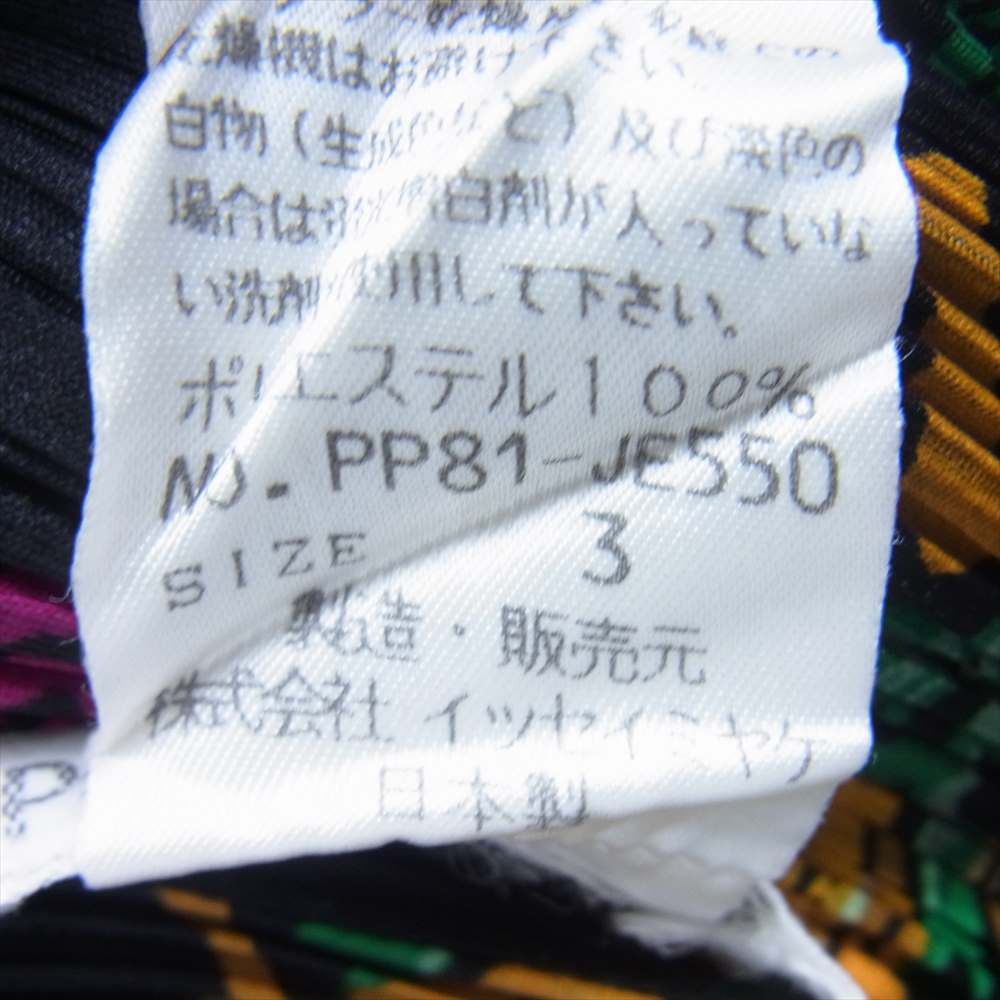 燥機はお避け下さい
白物（生成色など）及び淡色の
場合は蛍光増白剤が入っていな
い洗剤使用して下さい。
ポリエステル100%
NO. PP81-JE550
SIZE 3
製造・販売元
株式会社 イッセイミヤケ
日本製